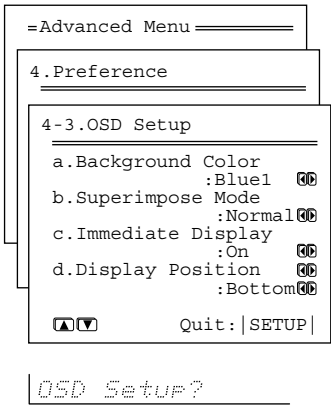 =Advanced Menu
4.Preference
4-3.OSD Setup
a.Background Color
:Blue1
b.Superimpose Mode
:Normal
c.Immediate Display
:On
d.Display Position
:Bottom
Quit:|SETUP|
OSD Setup?